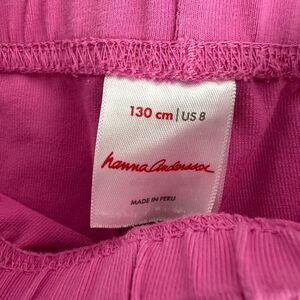 130 cm | US 8
hanna andersson
MADE IN PERU